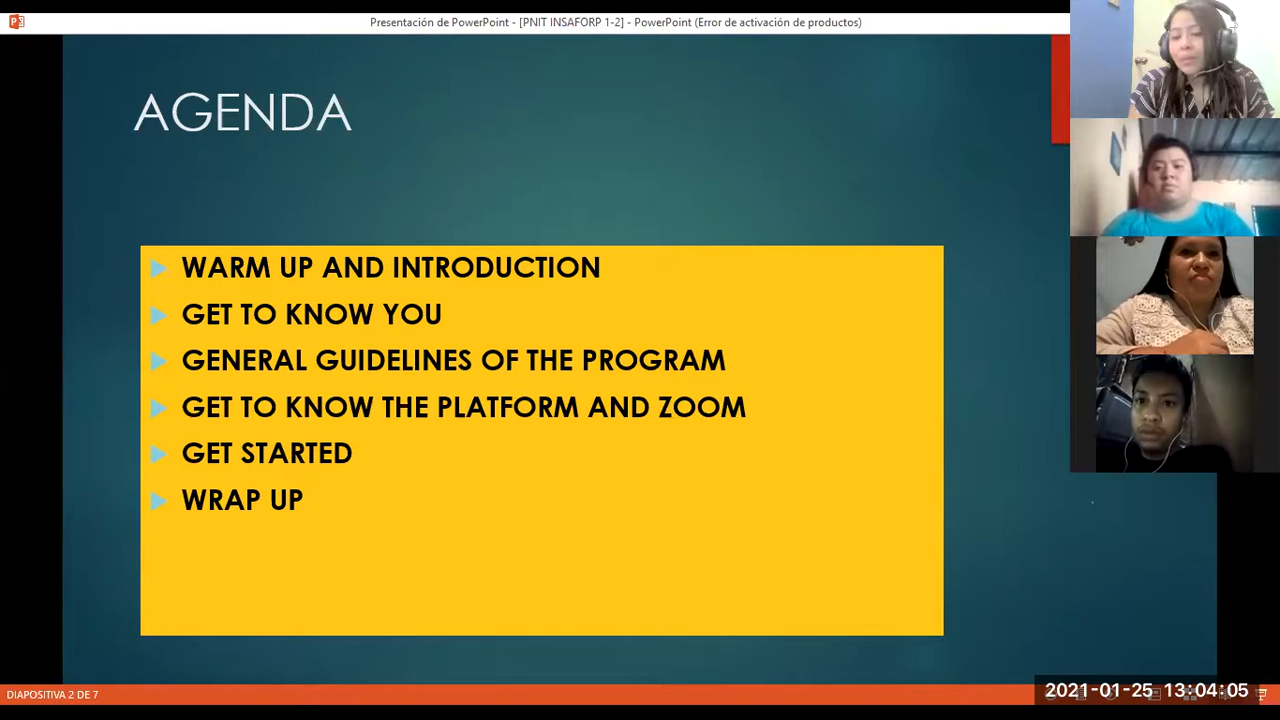 Presentación de PowerPoint - [PNIT INSAFORP 1-2] - PowerPoint (Error de activación de productos)
AGENDA
WARM UP AND INTRODUCTION
GET TO KNOW YOU
GENERAL GUIDELINES OF THE PROGRAM
GET TO KNOW THE PLATFORM AND ZOOM
GET STARTED
WRAP UP
DIAPOSITIVA 2 DE 7
2021-01-25 13:04:05